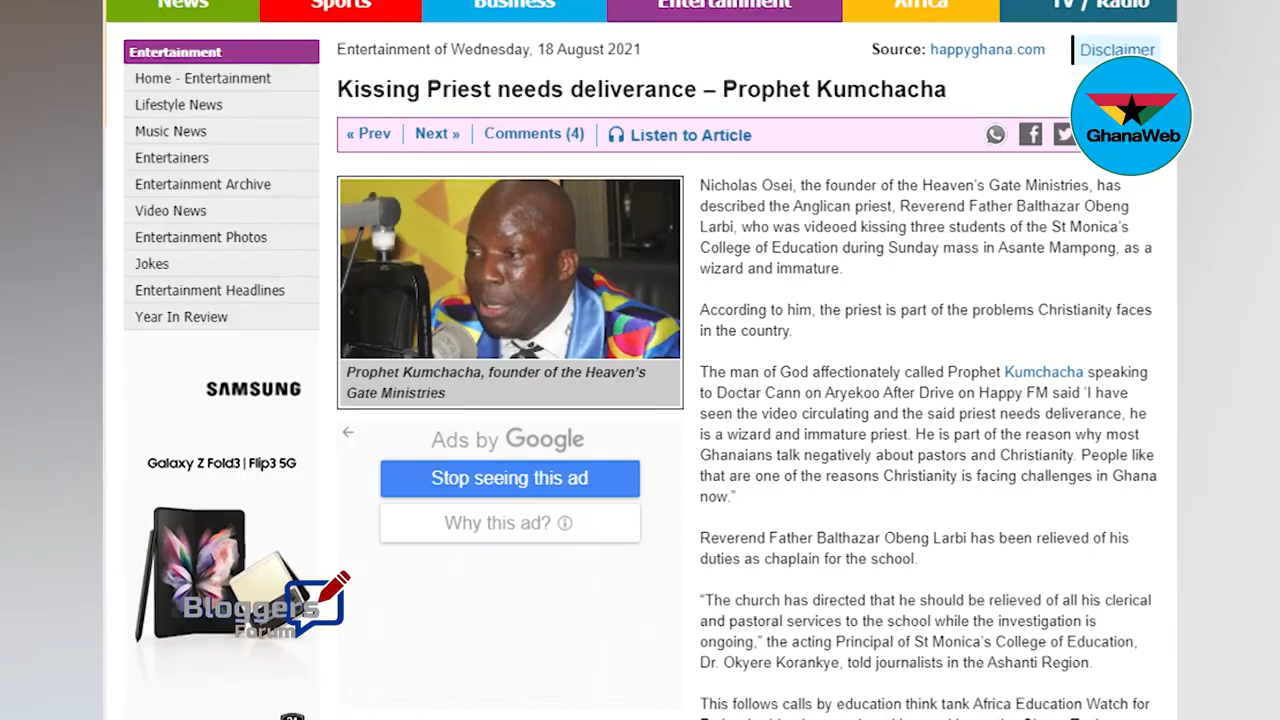 News
Sports
Business
Entertainment
Africa
TV / Radio
Entertainment
Home - Entertainment
Lifestyle News
Music News
Entertainers
Entertainment Archive
Video News
Entertainment Photos
Jokes
Entertainment Headlines
Year In Review
SAMSUNG
Galaxy Z Fold3 | Flip3 5G
Bloggers
Forum
Entertainment of Wednesday, 18 August 2021
Source: happyghana.com
Disclaimer
GhanaWeb
Kissing Priest needs deliverance – Prophet Kumchacha
« Prev
Next »
Comments (4)
Listen to Article
Prophet Kumchacha, founder of the Heaven’s
Gate Ministries
Ads by Google
Stop seeing this ad
Why this ad?
Nicholas Osei, the founder of the Heaven’s Gate Ministries, has
described the Anglican priest, Reverend Father Balthazar Obeng
Larbi, who was videoed kissing three students of the St Monica’s
College of Education during Sunday mass in Asante Mampong, as a
wizard and immature.
According to him, the priest is part of the problems Christianity faces
in the country.
The man of God affectionately called Prophet Kumchacha speaking
to Doctar Cann on Aryekoo After Drive on Happy FM said ‘I have
seen the video circulating and the said priest needs deliverance, he
is a wizard and immature priest. He is part of the reason why most
Ghanaians talk negatively about pastors and Christianity. People like
that are one of the reasons Christianity is facing challenges in Ghana
now.”
Reverend Father Balthazar Obeng Larbi has been relieved of his
duties as chaplain for the school.
“The church has directed that he should be relieved of all his clerical
and pastoral services to the school while the investigation is
ongoing,” the acting Principal of St Monica’s College of Education,
Dr. Okyere Korankye, told journalists in the Ashanti Region.
This follows calls by education think tank Africa Education Watch for